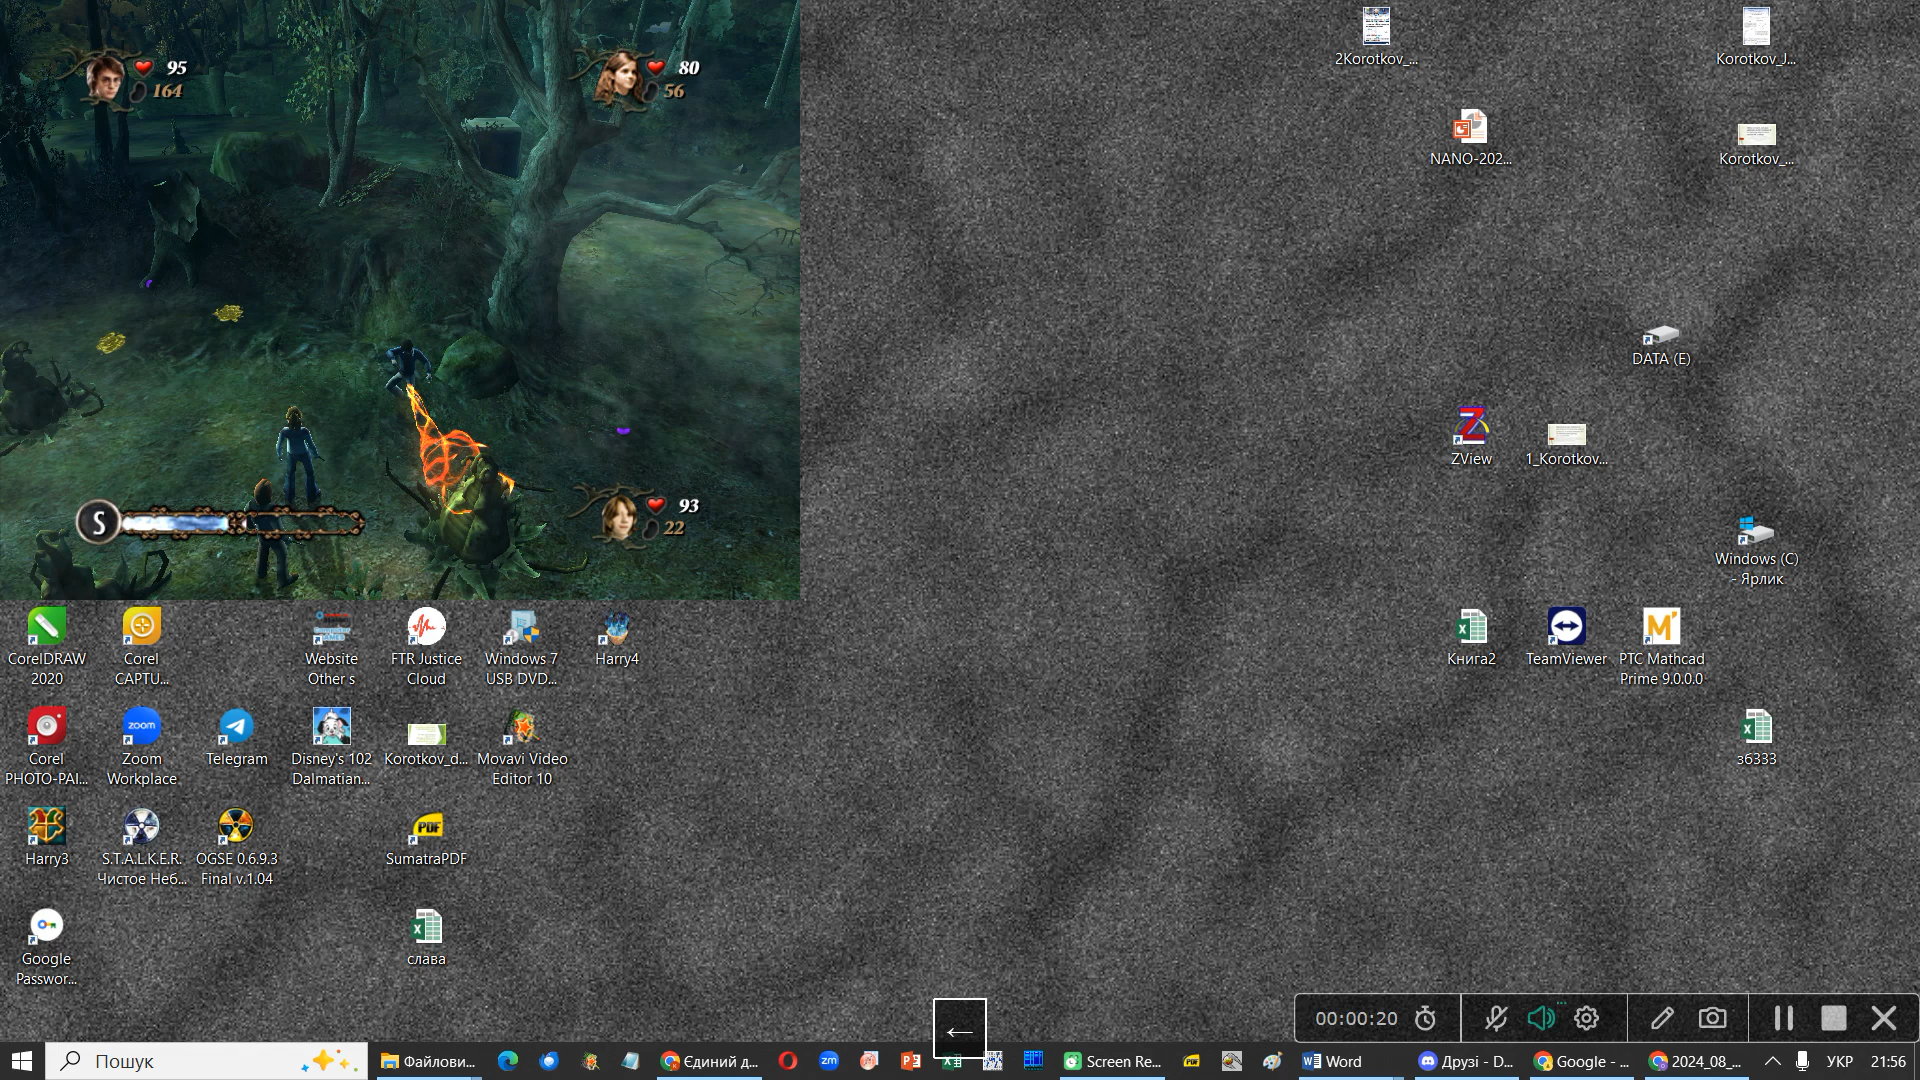 95
164
80
56
S
93
22
2Korotkov_...
Korotkov_J...
NANO-202...
Korotkov_...
DATA (E)
ZView
1_Korotkov...
Windows (C)
- Ярлик
CorelDRAW
2020
Corel
CAPTU...
Website
Other s
FTR Justice
Cloud
Windows 7
USB DVD...
Harry4
Книга2
TeamViewer
PTC Mathcad
Prime 9.0.0.0
Corel
PHOTO-PAI...
zoom
Zoom
Workplace
Telegram
Disney's 102
Dalmatian...
Korotkov_d...
Movavi Video
Editor 10
з6333
Harry3
S.T.A.L.K.E.R.
Чистое Неб...
OGSE 0.6.9.3
Final v.1.04
PDF
SumatraPDF
Google
Passwor...
слава
←
00:00:20
Пошук
Файлови...
Єдиний д...
zm
Screen Re...
PDF
Word
Друзі - D...
Google - ...
2024_08_...
УКР
21:56